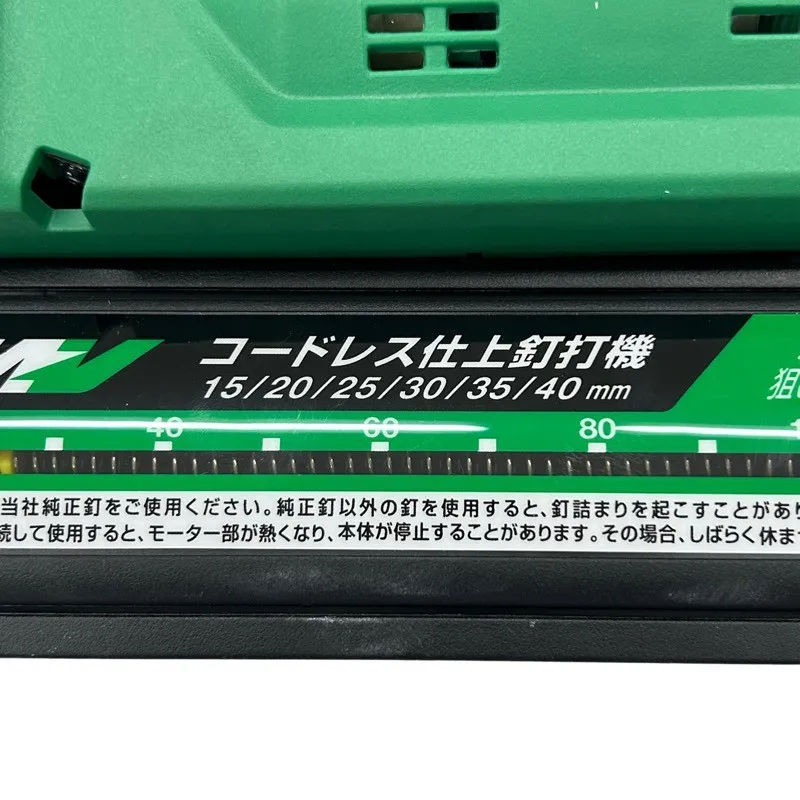 コードレス仕上釘打機
15/20/25/30/35/40 mm
狙
40 60 80
当社純正釘をご使用ください。純正釘以外の釘を使用すると、釘詰まりを起こすことがあり
続して使用すると、モーター部が熱くなり、本体が停止することがあります。その場合、しばらく休ませ